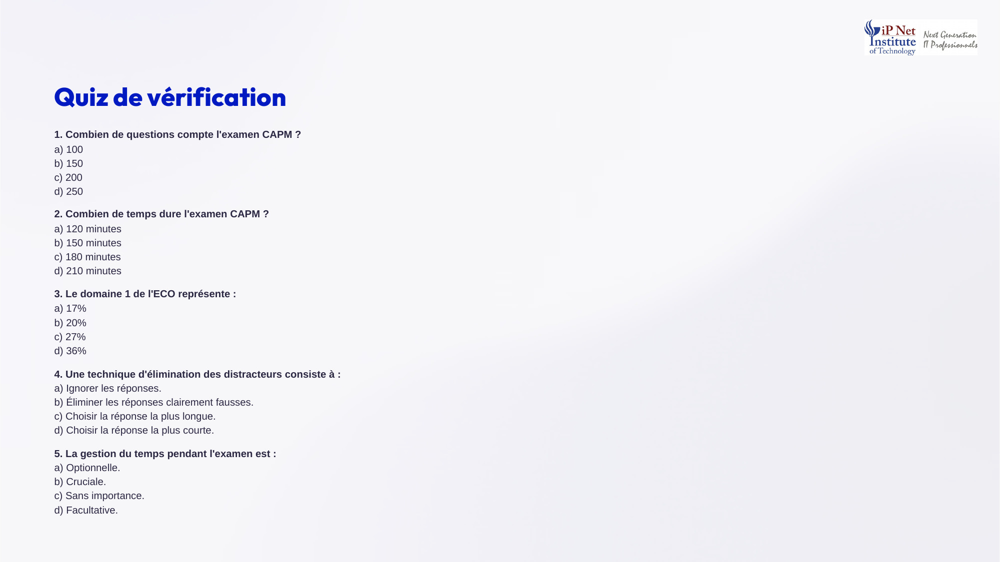 iP Net
Institute
of Technology
Next Generation
IT Professionnels
Quiz de vérification
1. Combien de questions compte l'examen CAPM ?
a) 100
b) 150
c) 200
d) 250
2. Combien de temps dure l'examen CAPM ?
a) 120 minutes
b) 150 minutes
c) 180 minutes
d) 210 minutes
3. Le domaine 1 de l'ECO représente :
a) 17%
b) 20%
c) 27%
d) 36%
4. Une technique d'élimination des distracteurs consiste à :
a) Ignorer les réponses.
b) Éliminer les réponses clairement fausses.
c) Choisir la réponse la plus longue.
d) Choisir la réponse la plus courte.
5. La gestion du temps pendant l'examen est :
a) Optionnelle.
b) Cruciale.
c) Sans importance.
d) Facultative.